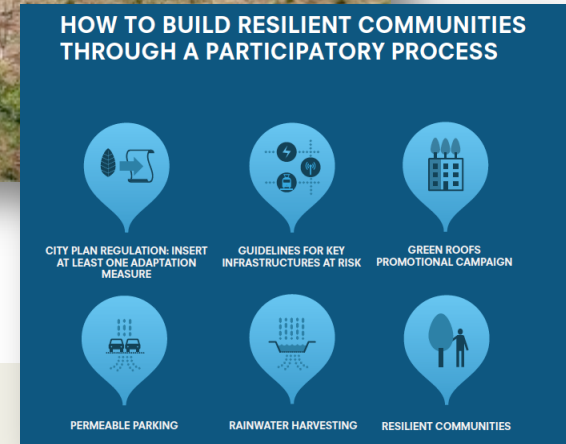 HOW TO BUILD RESILIENT COMMUNITIES
THROUGH A PARTICIPATORY PROCESS
CITY PLAN REGULATION: INSERT
AT LEAST ONE ADAPTATION
MEASURE
GUIDELINES FOR KEY
INFRASTRUCTURES AT RISK
GREEN ROOFS
PROMOTIONAL CAMPAIGN
PERMEABLE PARKING
RAINWATER HARVESTING
RESILIENT COMMUNITIES